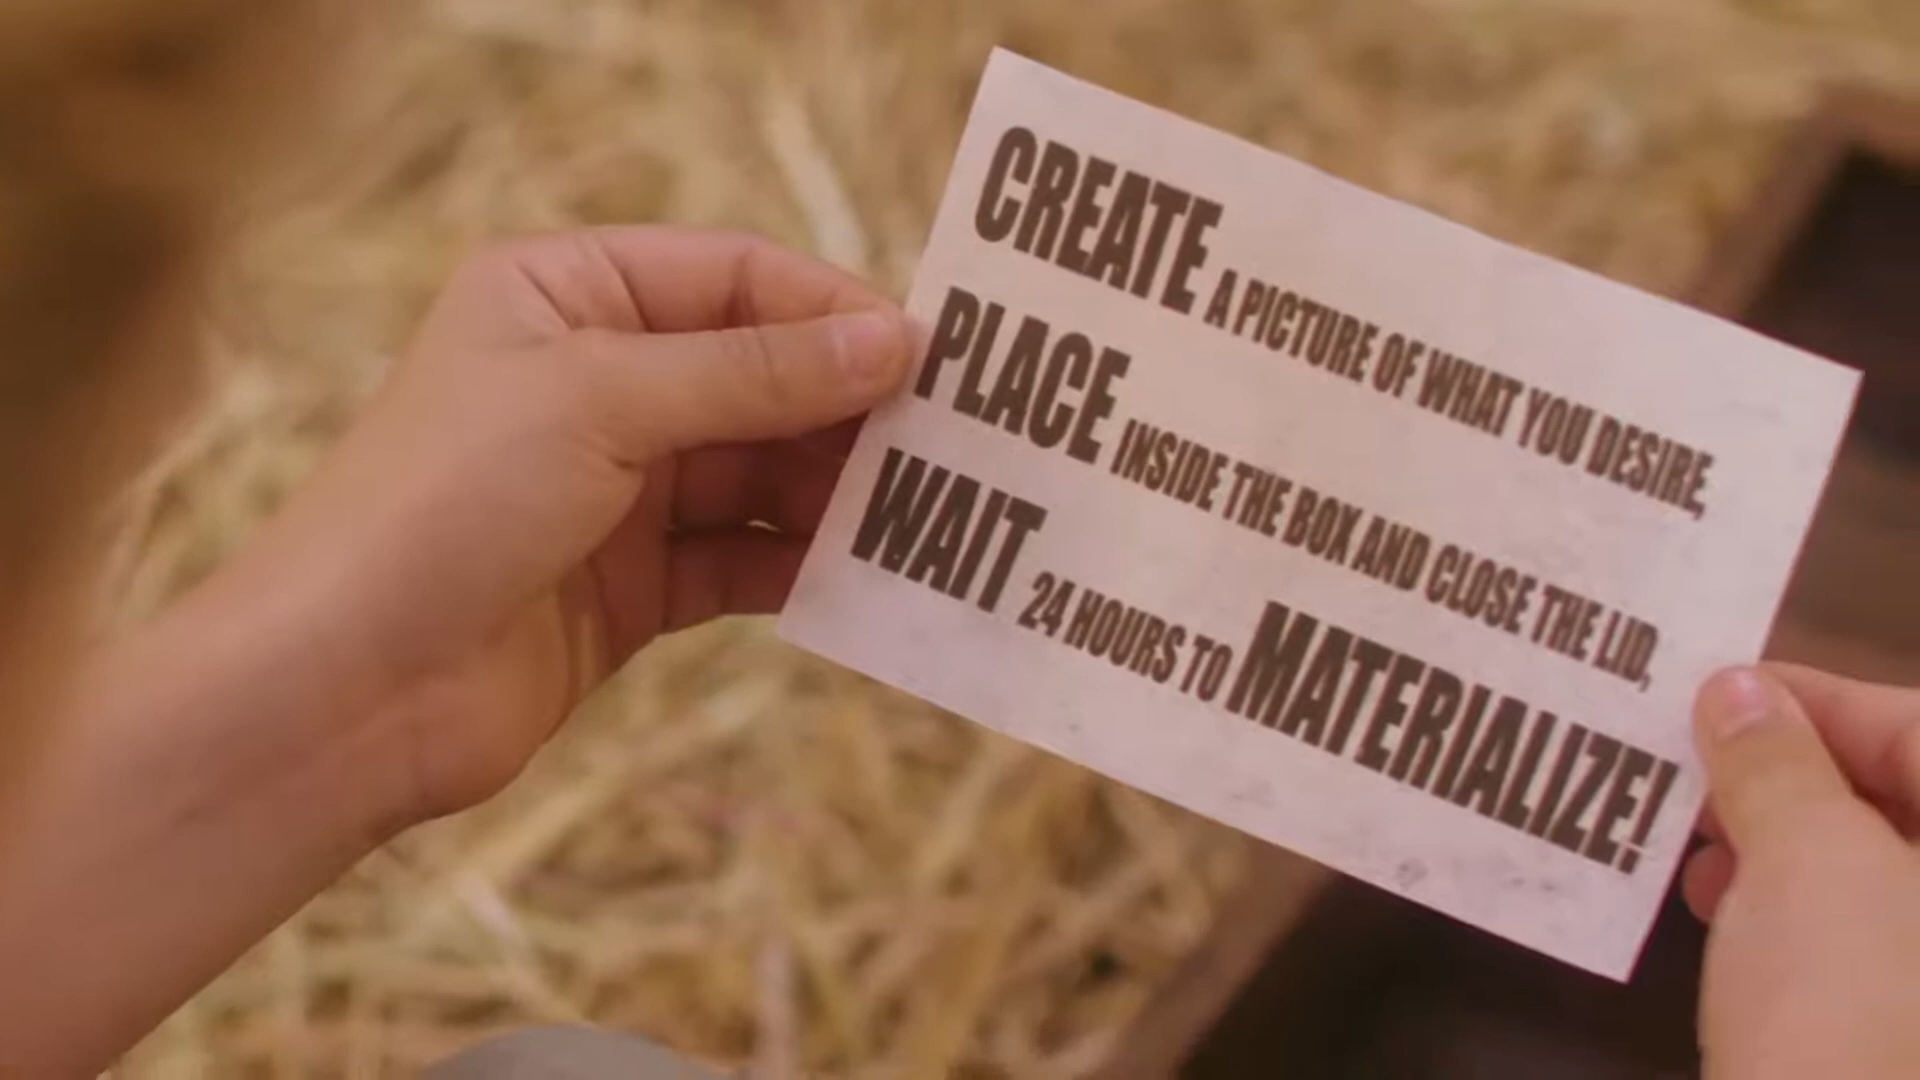 CREATE A PICTURE OF WHAT YOU DESIRE,
PLACE INSIDE THE BOX AND CLOSE THE LID,
WAIT 24 HOURS TO MATERIALIZE!